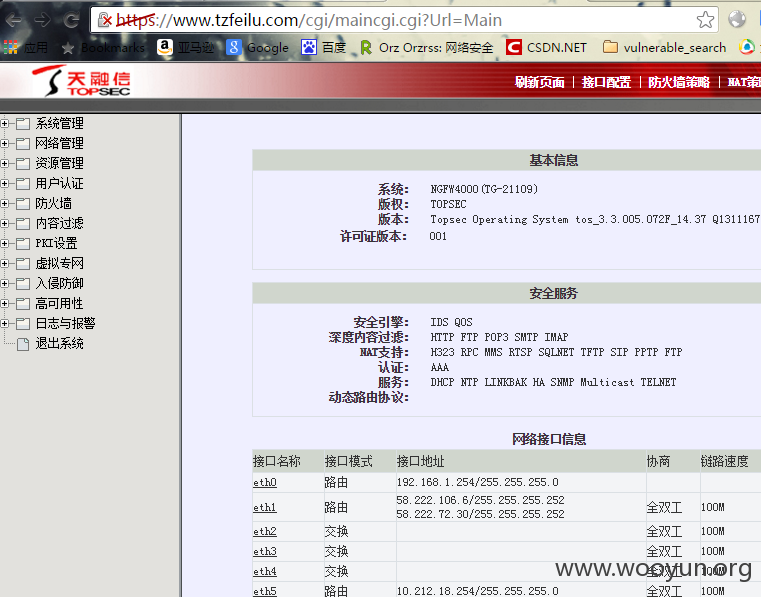 https://www.tzfeilu.com/cgi/maincgi.cgi?Url=Main
应用 Bookmarks 亚马逊 Google 百度 Orz Orzrss: 网络安全 CSDN.NET vulnerable_search
天融信
TOPSEC
刷新页面 | 接口配置 | 防火墙策略 | NAT策
系统管理
网络管理
资源管理
用户认证
防火墙
内容过滤
PKI设置
虚拟专网
入侵防御
高可用性
日志与报警
退出系统
基本信息
系统: NGFW4000(TG-21109)
版权: TOPSEC
版本: Topsec Operating System tos_3.3.005.072F_14.37 Q1311167
许可证版本: 001
安全服务
安全引擎: IDS QOS
深度内容过滤: HTTP FTP POP3 SMTP IMAP
NAT支持: H323 RPC MMS RTSP SQLNET TFTP SIP PPTP FTP
认证: AAA
服务: DHCP NTP LINKBAK HA SNMP Multicast TELNET
动态路由协议:
网络接口信息
接口名称 接口模式 接口地址 协商 链路速度
eth0 路由 192.168.1.254/255.255.255.0
eth1 路由 58.222.106.6/255.255.255.252 全双工 100M
58.222.72.30/255.255.255.252
eth2 交换 全双工 100M
eth3 交换 全双工 100M
eth4 交换 全双工 100M
eth5 路由 10.212.18.254/255.255.255.0 全双工 100M
www.wooyun.org